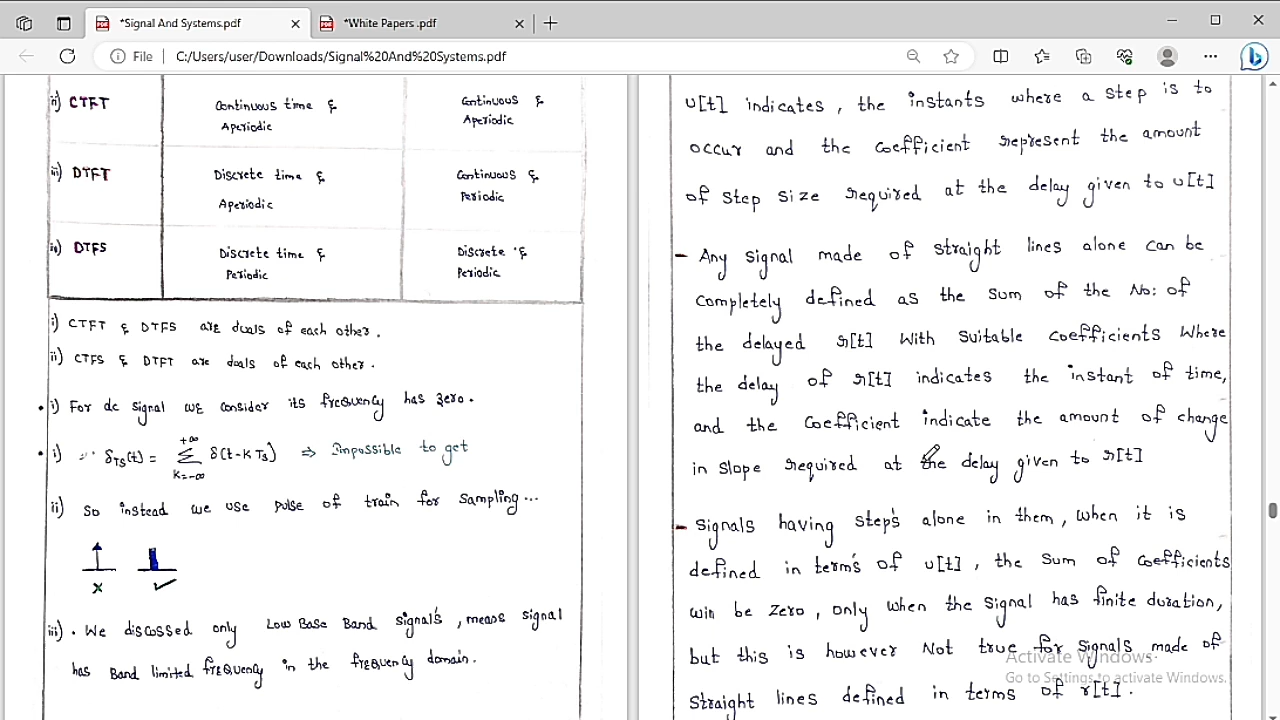 *Signal And Systems.pdf
*White Papers .pdf
File
C:/Users/user/Downloads/Signal%20And%20Systems.pdf
ii) CTFT
Continuous time &
Aperiodic
Continuous &
Aperiodic
iii) DTFT
Discrete time &
Aperiodic
Continuous &
Periodic
iv) DTFS
Discrete time &
Periodic
Discrete &
Periodic
i) CTFT & DTFS are duals of each other.
ii) CTFS & DTFT are duals of each other.
• i) For dc signal we consider its frequency has zero.
• i) δTS(t) = +∞ Σ k=-∞ δ(t-KTs) ⇒ Impossible to get
ii) So instead we use pulse of train for sampling...
x ✓
iii) • We discussed only Low Base Band signal's, means signal
has Band limited frequency in the frequency domain.
u[t] indicates, the instants where a step is to
occur and the coefficient represent the amount
of step size required at the delay given to u[t]
- Any signal made of straight lines alone can be
completely defined as the sum of the No: of
the delayed r[t] with suitable coefficients where
the delay of r[t] indicates the instant of time,
and the coefficient indicate the amount of change
in slope required at the delay given to r[t]
- Signals having step's alone in them, when it is
defined in term's of u[t], the sum of coefficients
will be zero, only when the signal has finite duration,
but this is however Not true for signals made of
straight lines defined in terms of r[t].
Activate Windows
Go to Settings to activate Windows.